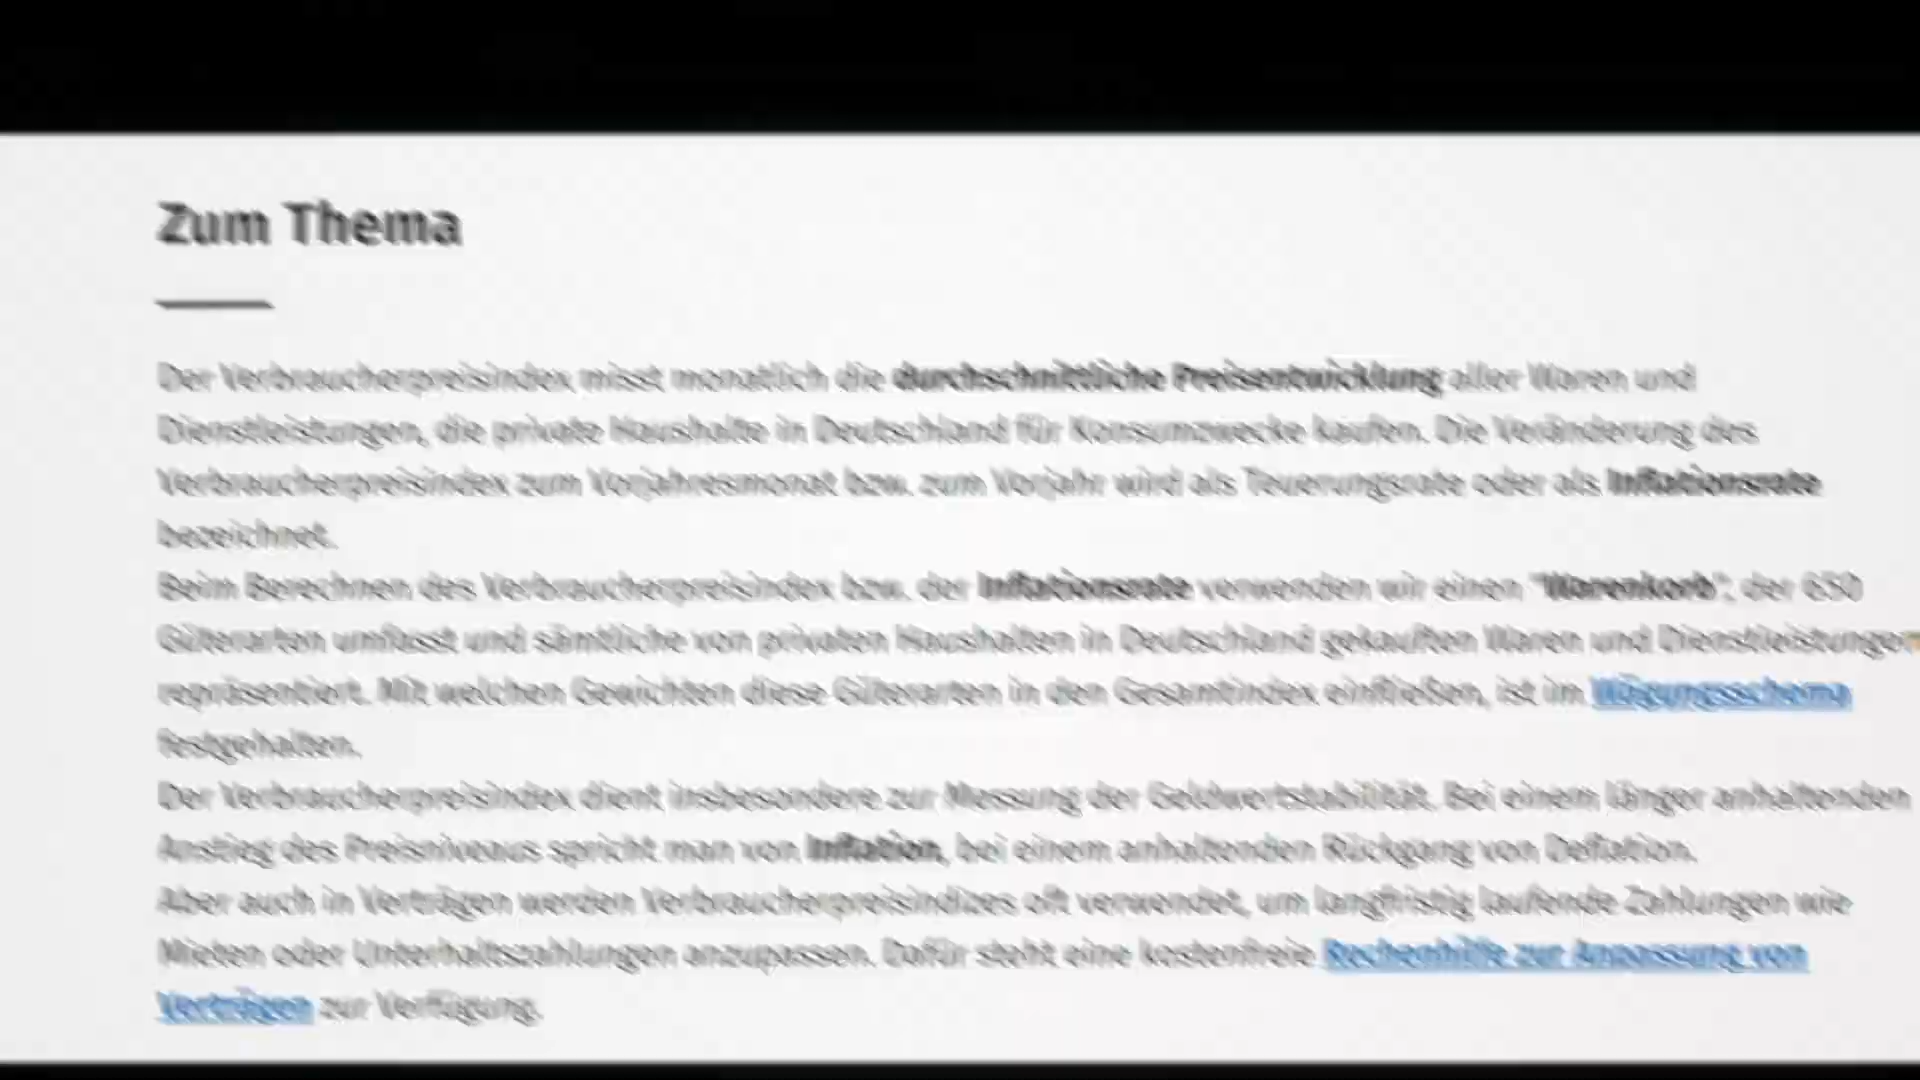 Zum Thema
Der Verbraucherpreisindex misst monatlich die durchschnittliche Preisentwicklung aller Waren und
Dienstleistungen, die private Haushalte in Deutschland für Konsumzwecke kaufen. Die Veränderung des
Verbraucherpreisindex zum Vorjahresmonat bzw. zum Vorjahr wird als Teuerungsrate oder als Inflationsrate
bezeichnet.
Beim Berechnen des Verbraucherpreisindex bzw. der Inflationsrate verwenden wir einen "Warenkorb", der 650
Güterarten umfasst und sämtliche von privaten Haushalten in Deutschland gekauften Waren und Dienstleistungen
repräsentiert. Mit welchen Gewichten diese Güterarten in den Gesamtindex einfließen, ist im Wägungsschema
festgehalten.
Der Verbraucherpreisindex dient insbesondere zur Messung der Geldwertstabilität. Bei einem länger anhaltenden
Anstieg des Preisniveaus spricht man von Inflation, bei einem anhaltenden Rückgang von Deflation.
Aber auch in Verträgen werden Verbraucherpreisindizes oft verwendet, um langfristig laufende Zahlungen wie
Mieten oder Unterhaltszahlungen anzupassen. Dafür steht eine kostenfreie Rechenhilfe zur Anpassung von
Verträgen zur Verfügung.